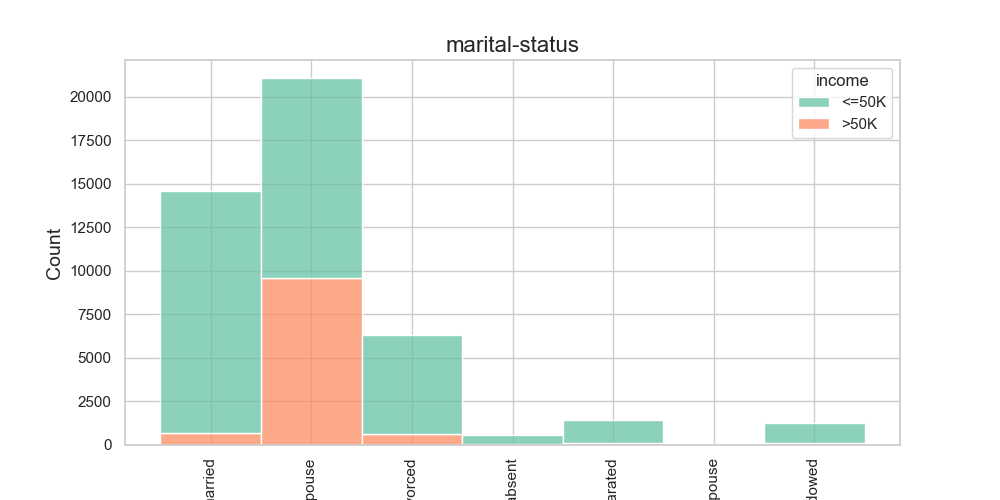 marital-status
income
<=50K
>50K
Count
20000
17500
15000
12500
10000
7500
5000
2500
0
arried
pouse
vorced
absent
arated
pouse
dowed